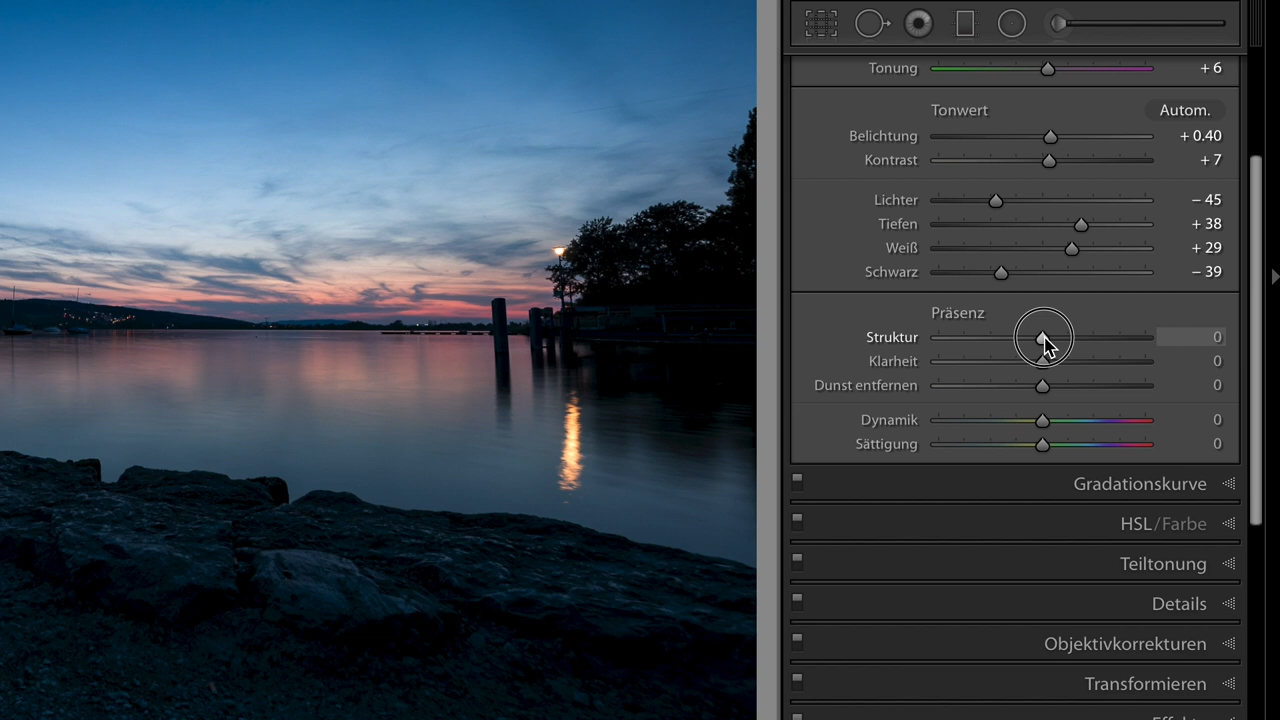 Tonung + 6
Tonwert Autom.
Belichtung + 0.40
Kontrast + 7
Lichter − 45
Tiefen + 38
Weiß + 29
Schwarz − 39
Präsenz
Struktur 0
Klarheit 0
Dunst entfernen 0
Dynamik 0
Sättigung 0
Gradationskurve
HSL / Farbe
Teiltonung
Details
Objektivkorrekturen
Transformieren